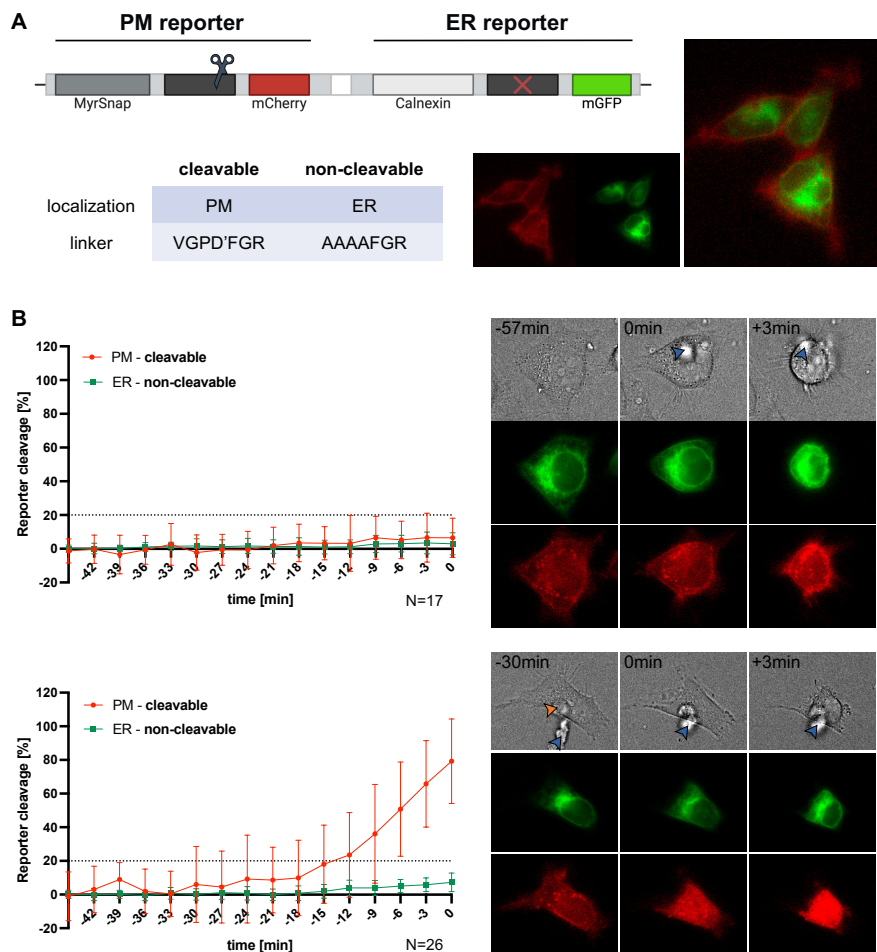 A
PM reporter
ER reporter
MyrSnap
mCherry
Calnexin
mGFP
cleavable
non-cleavable
localization
PM
ER
linker
VGPD'FGR
AAAAFGR
B
120
100
80
60
40
20
0
-20
Reporter cleavage [%]
PM - cleavable
ER - non-cleavable
-42
-39
-36
-33
-30
-27
-24
-21
-18
-15
-12
-9
-6
-3
0
time [min]
N=17
-57min
0min
+3min
120
100
80
60
40
20
0
-20
Reporter cleavage [%]
PM - cleavable
ER - non-cleavable
-42
-39
-36
-33
-30
-27
-24
-21
-18
-15
-12
-9
-6
-3
0
time [min]
N=26
-30min
0min
+3min